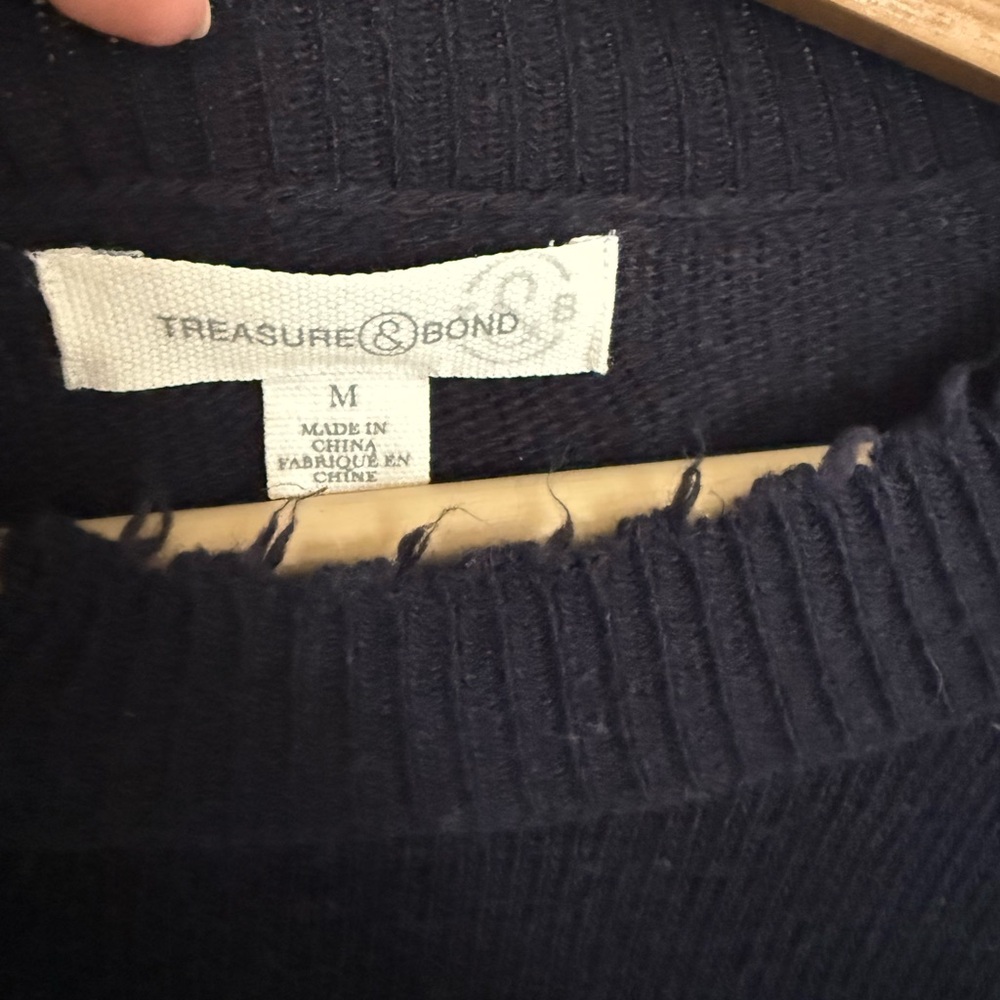 TREASURE & BOND
& B
M
MADE IN
CHINA
FABRIQUÉ EN
CHINE